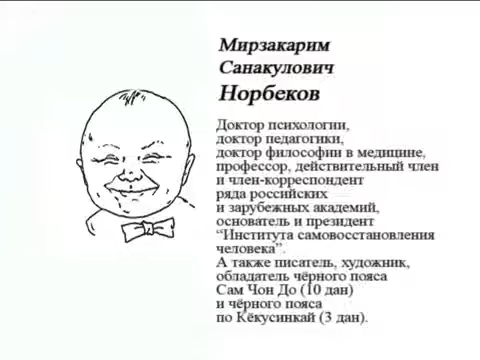 Мирзакарим
Санакулович
Норбеков
Доктор психологии,
доктор педагогики,
доктор философии в медицине,
профессор, действительный член
и член-корреспондент
ряда российских
и зарубежных академий,
основатель и президент
“Института самовосстановления
человека”.
А также писатель, художник,
обладатель чёрного пояса
Сам Чон До (10 дан)
и чёрного пояса
по Кёкусинкай (3 дан).